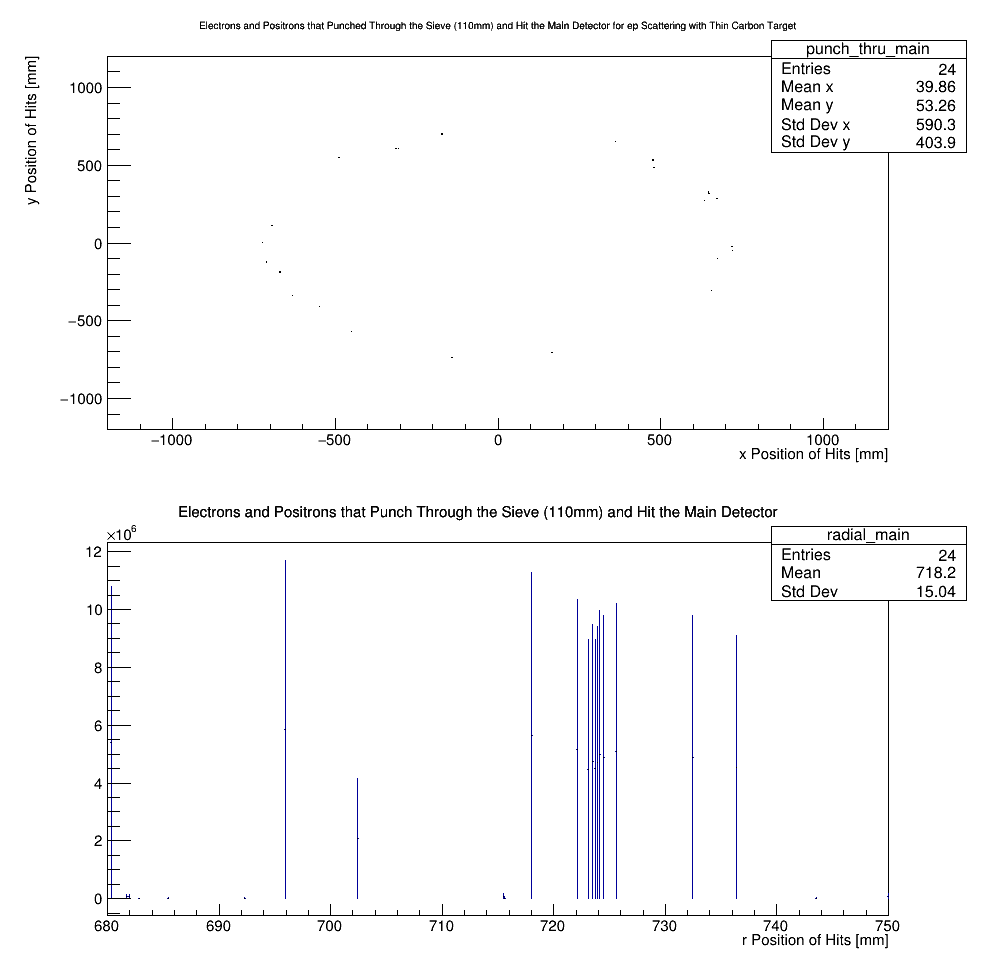 Electrons and Positrons that Punched Through the Sieve (110mm) and Hit the Main Detector for ep Scattering with Thin Carbon Target
punch_thru_main
Entries 24
Mean x 39.86
Mean y 53.26
Std Dev x 590.3
Std Dev y 403.9
y Position of Hits [mm]
1000
500
0
−500
−1000
−1000 −500 0 500 1000
x Position of Hits [mm]
Electrons and Positrons that Punch Through the Sieve (110mm) and Hit the Main Detector
radial_main
Entries 24
Mean 718.2
Std Dev 15.04
×10⁶
12
10
8
6
4
2
0
680 690 700 710 720 730 740 750
r Position of Hits [mm]